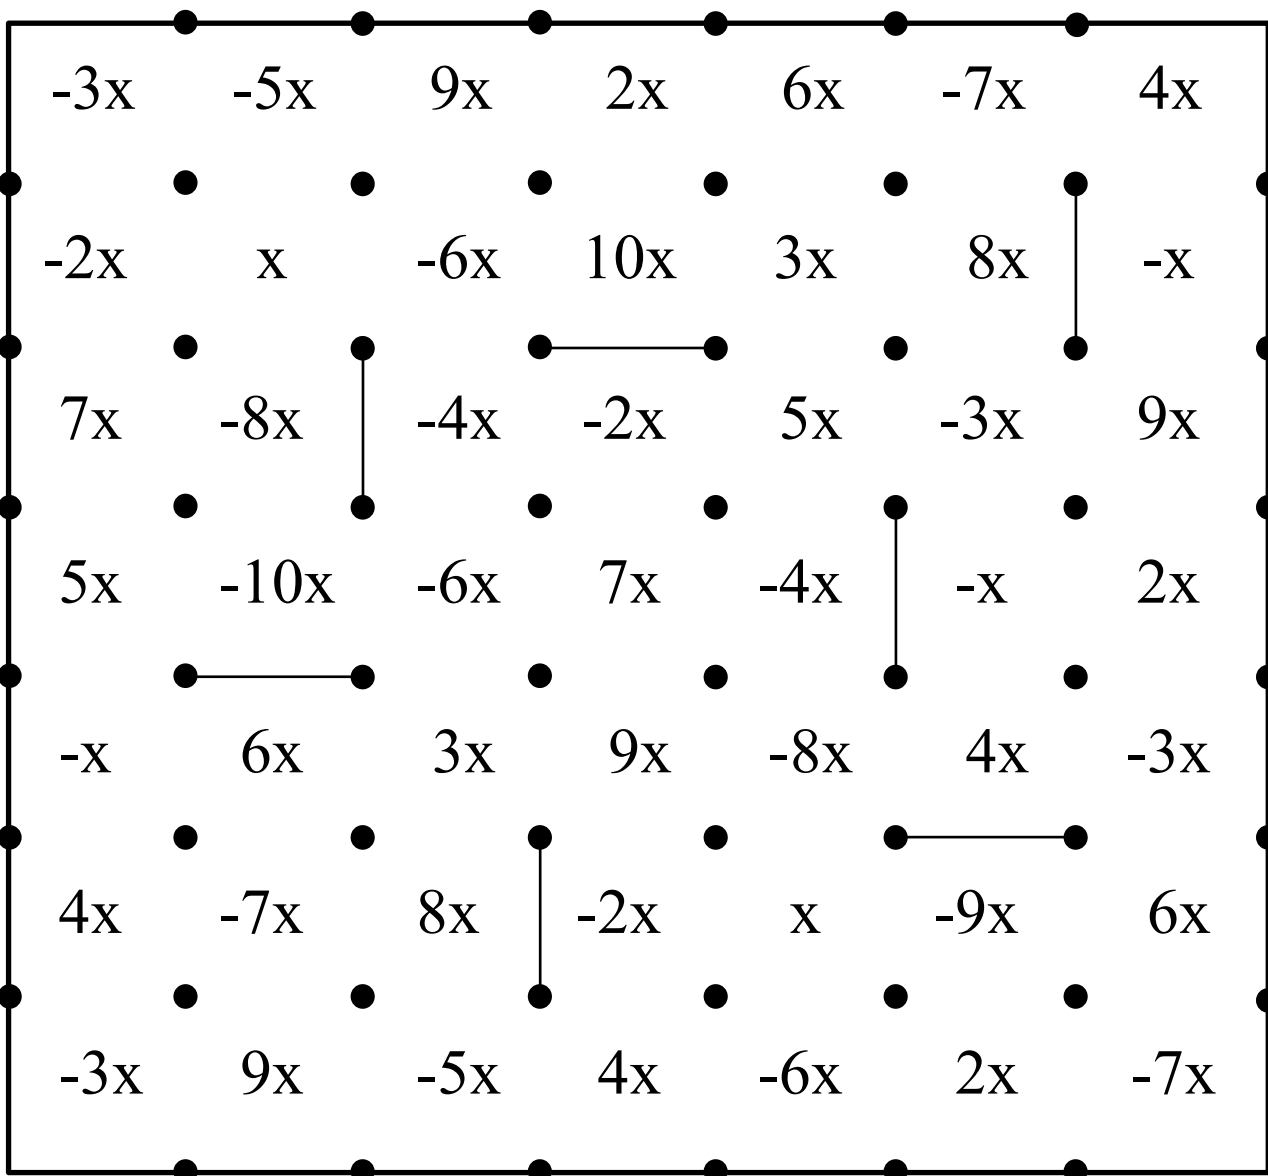 -3x -5x 9x 2x 6x -7x 4x
-2x x -6x 10x 3x 8x -x
7x -8x -4x -2x 5x -3x 9x
5x -10x -6x 7x -4x -x 2x
-x 6x 3x 9x -8x 4x -3x
4x -7x 8x -2x x -9x 6x
-3x 9x -5x 4x -6x 2x -7x